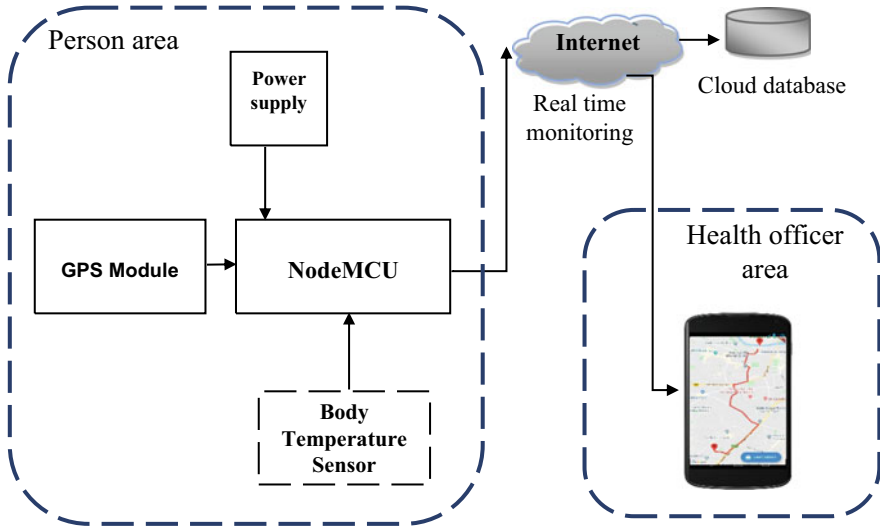 Person area
Power
supply
GPS Module
NodeMCU
Body
Temperature
Sensor
Internet
Real time
monitoring
Cloud database
Health officer
area